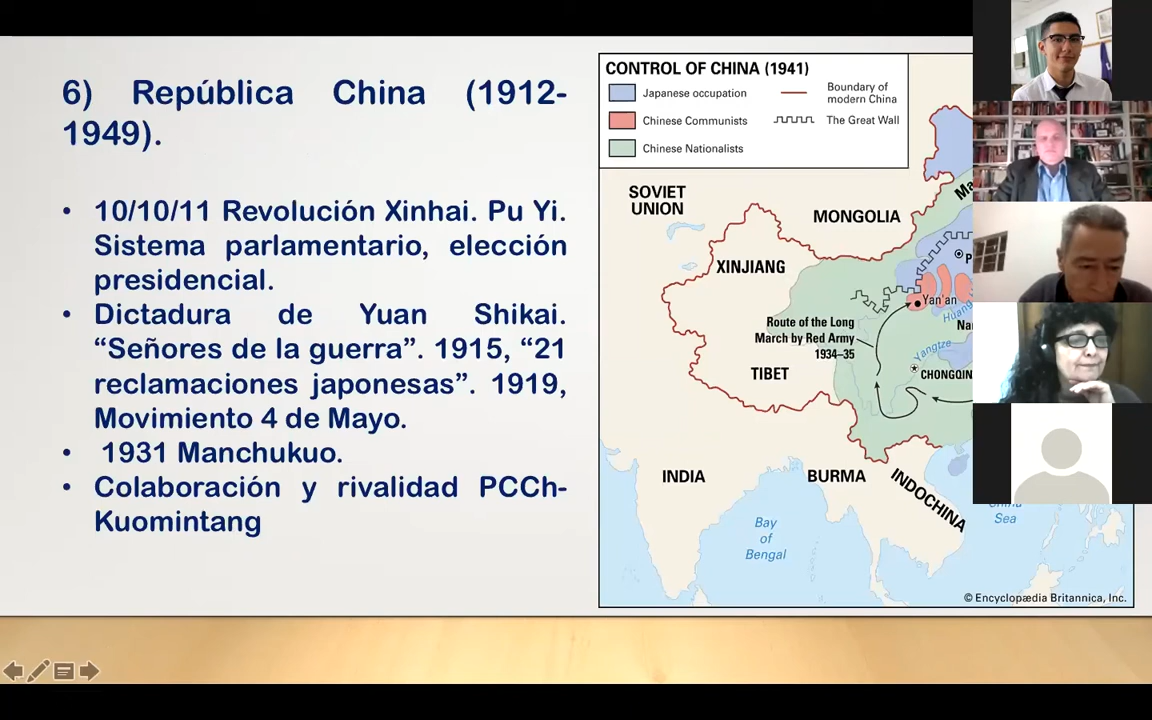 6) República China (1912-
1949).
• 10/10/11 Revolución Xinhai. Pu Yi.
Sistema parlamentario, elección
presidencial.
• Dictadura de Yuan Shikai.
“Señores de la guerra”. 1915, “21
reclamaciones japonesas”. 1919,
Movimiento 4 de Mayo.
• 1931 Manchukuo.
• Colaboración y rivalidad PCCh-
Kuomintang
CONTROL OF CHINA (1941)
Japanese occupation
Chinese Communists
Chinese Nationalists
Boundary of
modern China
The Great Wall
SOVIET
UNION
MONGOLIA
XINJIANG
Yan'an
Route of the Long
March by Red Army
1934–35
Yangtze
TIBET
CHONGQIN
INDIA
BURMA
INDOCHINA
Bay
of
Bengal
Sea
© Encyclopædia Britannica, Inc.